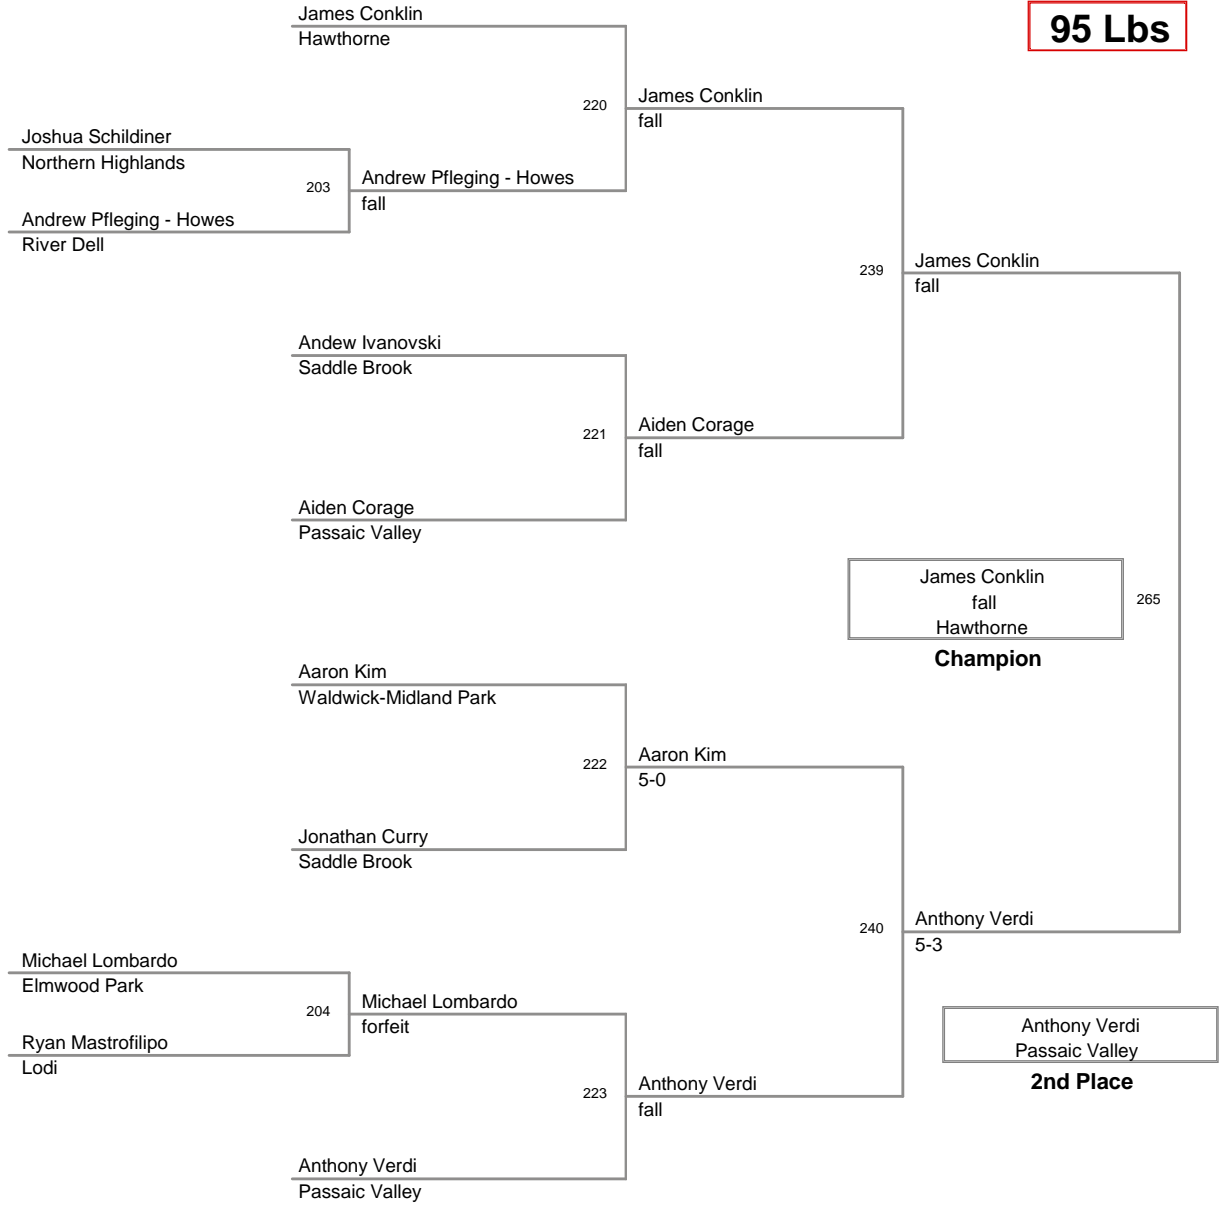 James Conklin
95 Lbs
Hawthorne
220
James Conklin
fall
Joshua Schildiner
Northern Highlands
203
Andrew Pfleging - Howes
fall
Andrew Pfleging - Howes
River Dell
239
James Conklin
fall
Andew Ivanovski
Saddle Brook
221
Aiden Corage
fall
Aiden Corage
Passaic Valley
James Conklin
fall
Hawthorne
265
Champion
Aaron Kim
Waldwick-Midland Park
222
Aaron Kim
5-0
Jonathan Curry
Saddle Brook
240
Anthony Verdi
5-3
Michael Lombardo
Elmwood Park
204
Michael Lombardo
forfeit
Ryan Mastrofilipo
Lodi
Anthony Verdi
Passaic Valley
2nd Place
223
Anthony Verdi
fall
Anthony Verdi
Passaic Valley